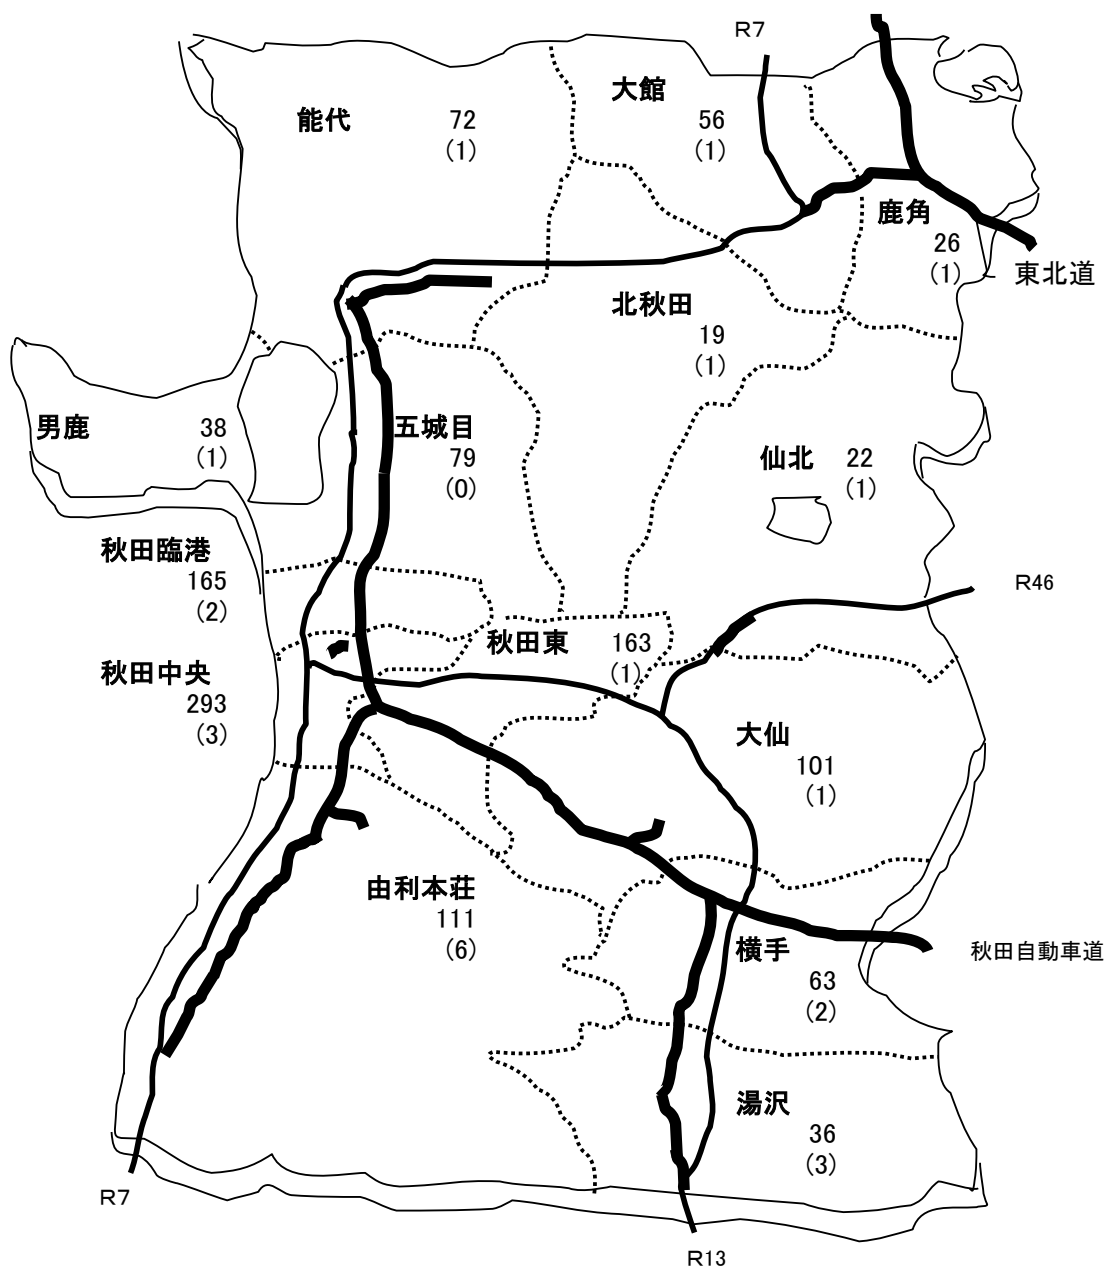 R7
大館
56
(1)
能代
72
(1)
鹿角
26
(1)
東北道
北秋田
19
(1)
男鹿
38
(1)
五城目
79
(0)
仙北
22
(1)
秋田臨港
165
(2)
R46
秋田東
163
(1)
秋田中央
293
(3)
大仙
101
(1)
由利本荘
111
(6)
横手
63
(2)
秋田自動車道
湯沢
36
(3)
R7
R13